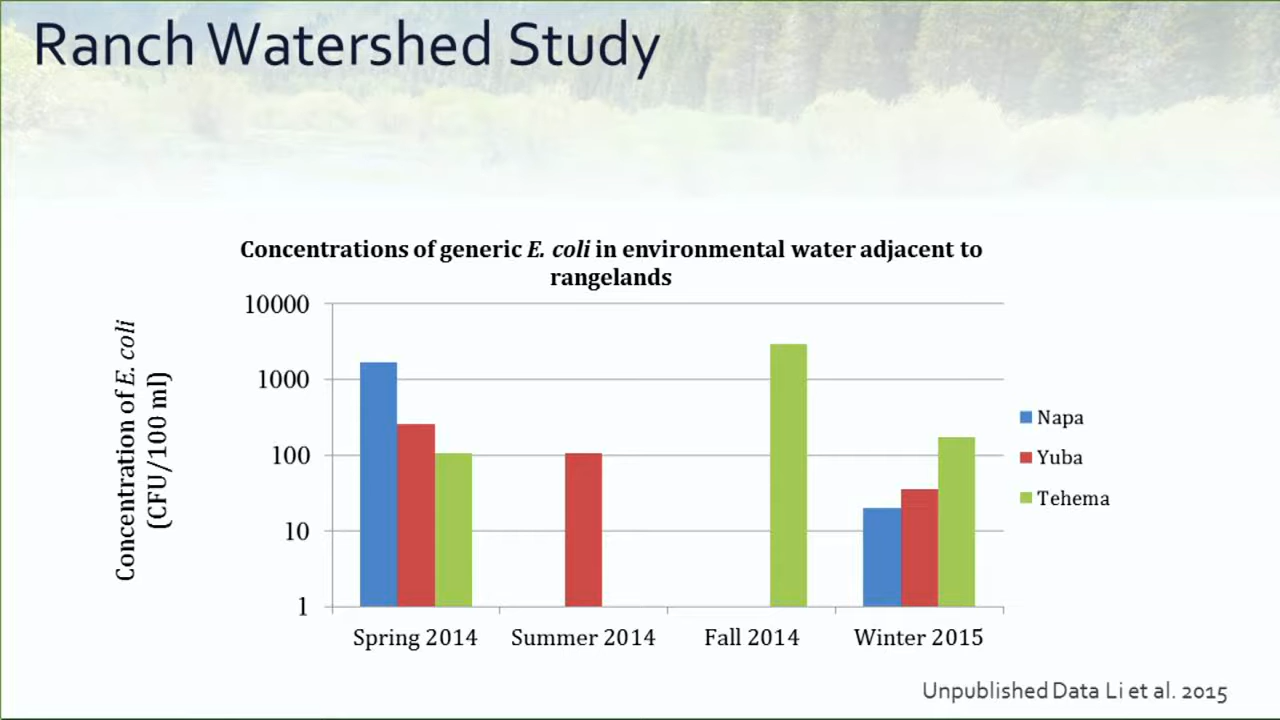 Ranch Watershed Study
Concentrations of generic E. coli in environmental water adjacent to
rangelands
Concentration of E. coli
(CFU/100 ml)
10000
1000
100
10
1
Spring 2014 Summer 2014 Fall 2014 Winter 2015
Napa
Yuba
Tehema
Unpublished Data Li et al. 2015